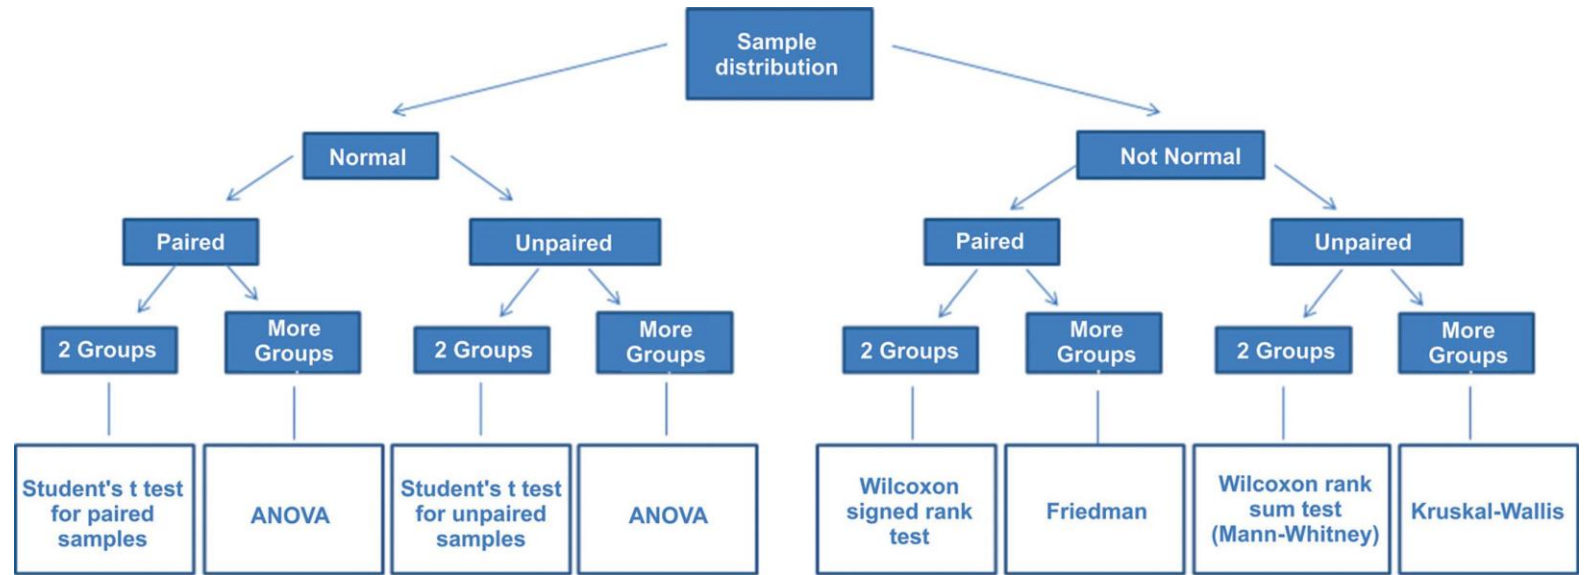 Sample
distribution
Normal
Not Normal
Paired
Unpaired
Paired
Unpaired
2 Groups
More
Groups
2 Groups
More
Groups
2 Groups
More
Groups
2 Groups
More
Groups
Student's t test
for paired
samples
ANOVA
Student's t test
for unpaired
samples
ANOVA
Wilcoxon
signed rank
test
Friedman
Wilcoxon rank
sum test
(Mann-Whitney)
Kruskal-Wallis